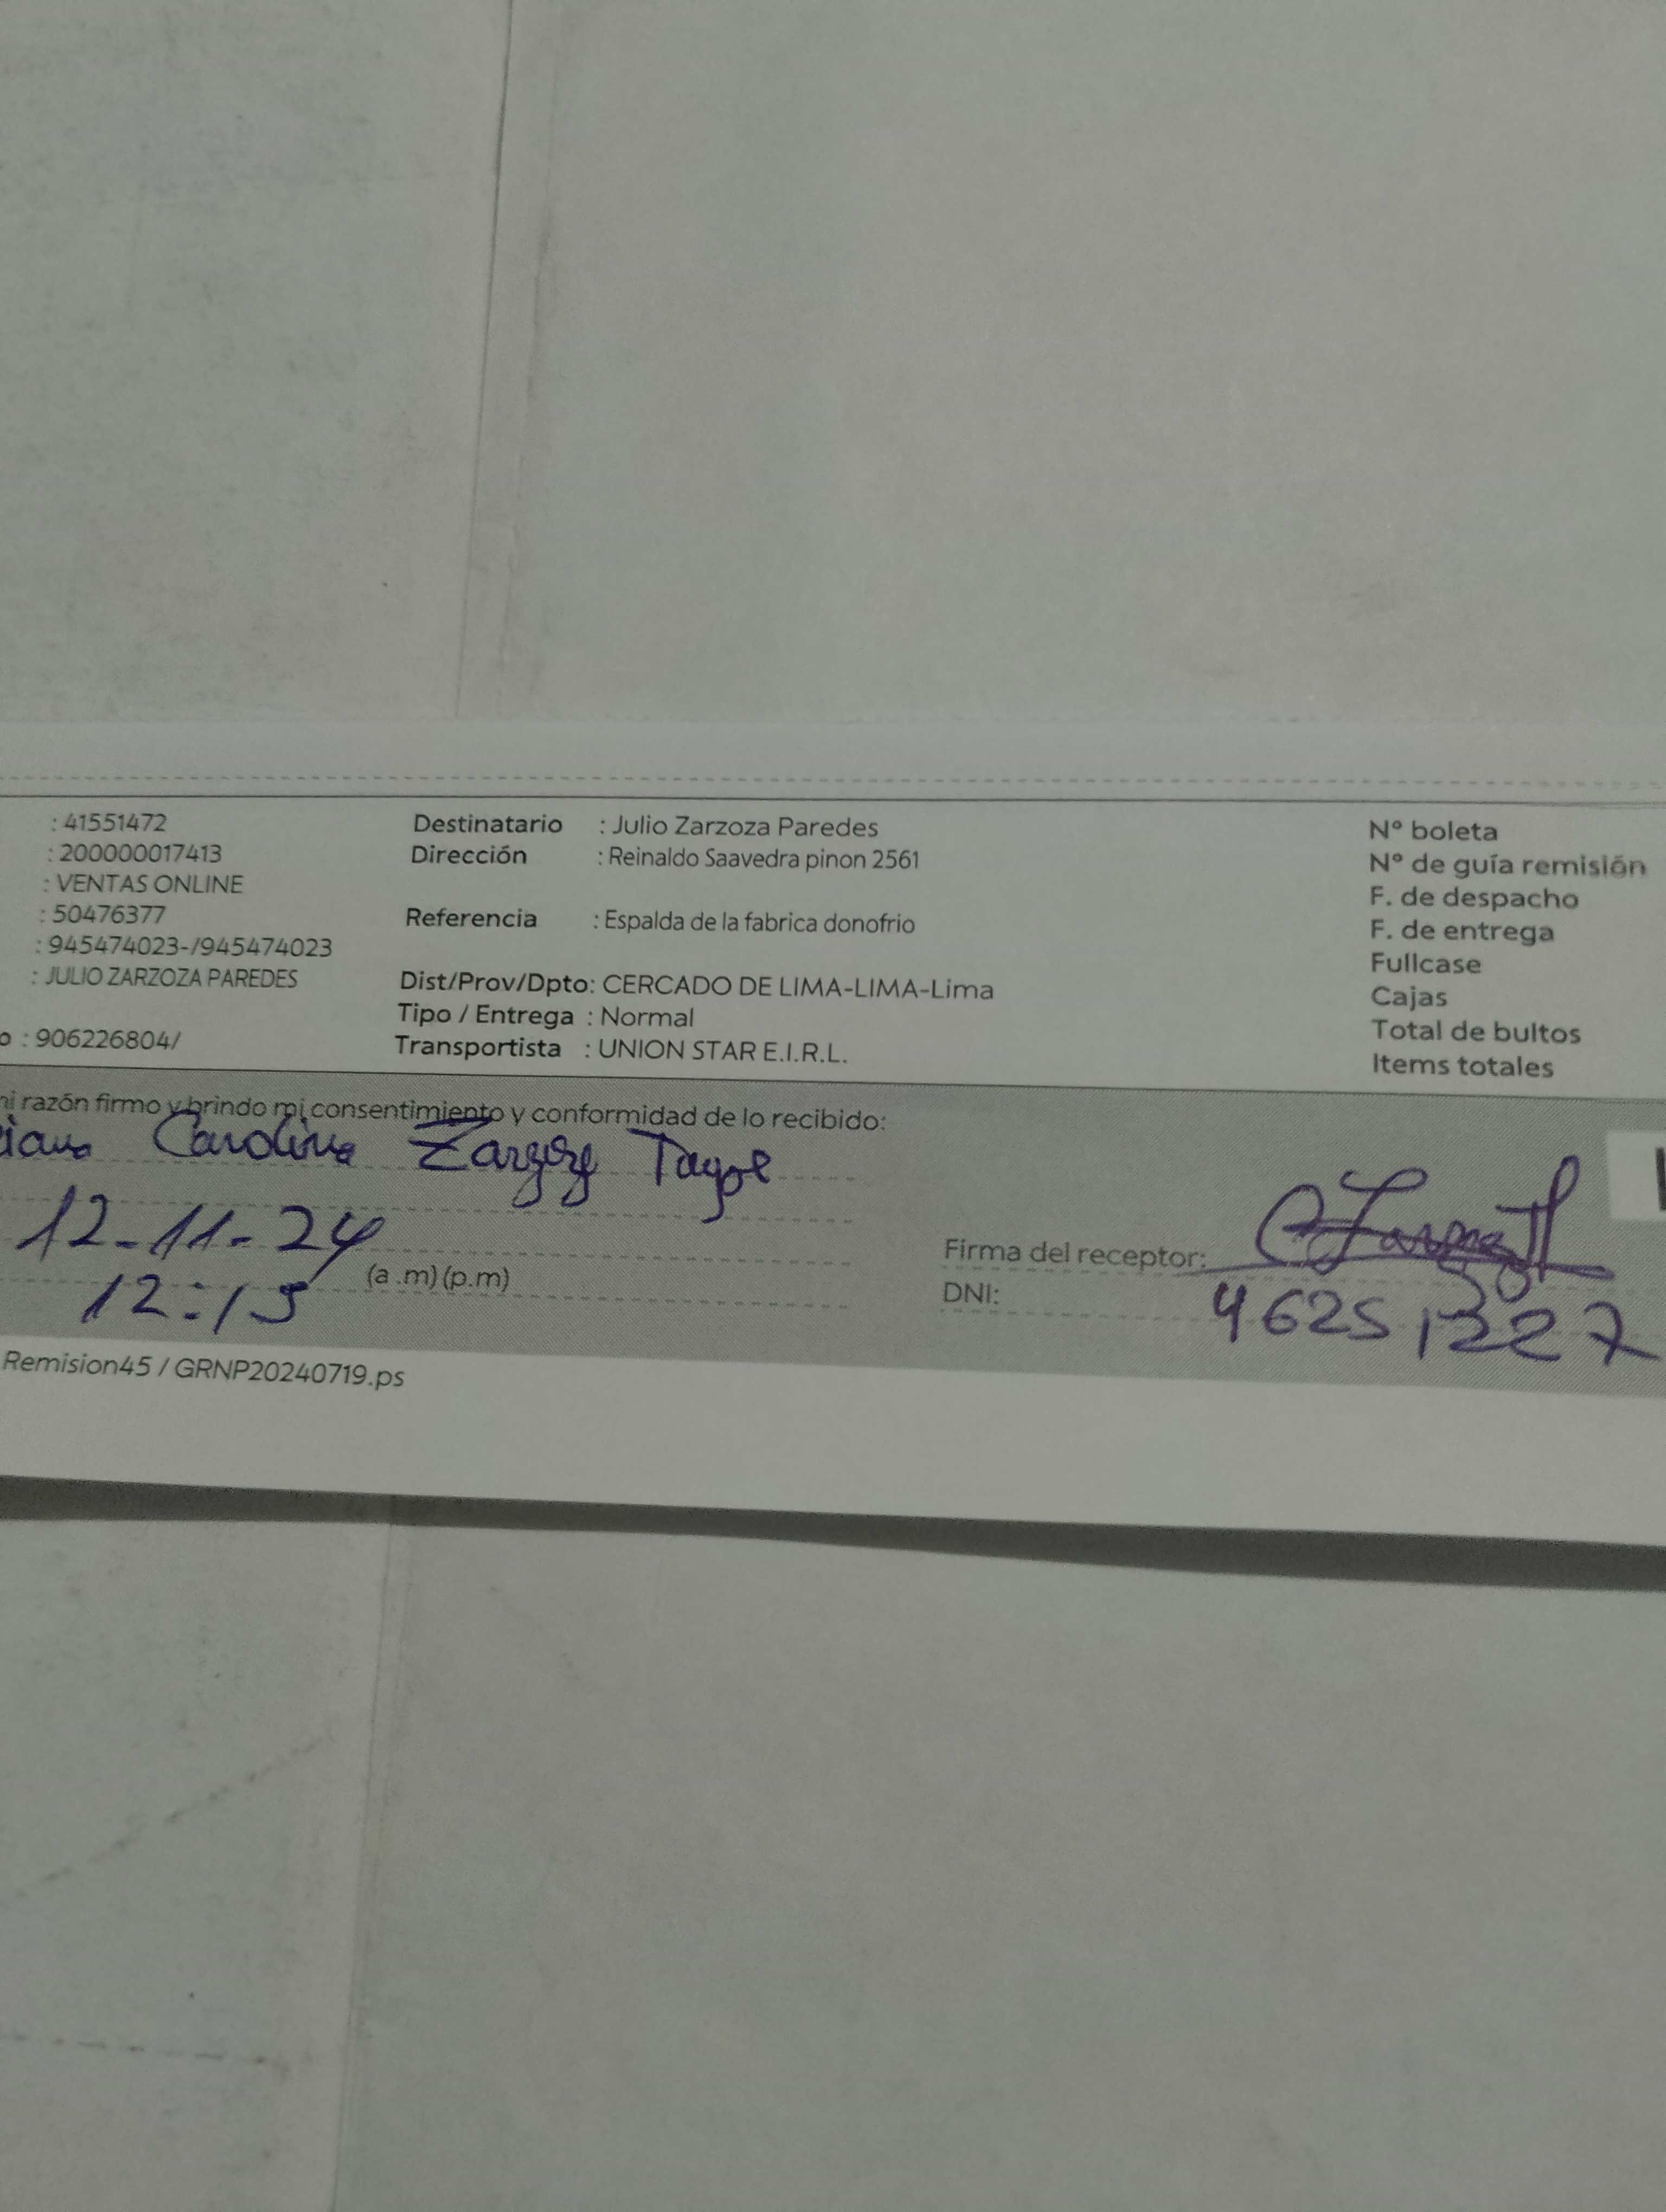 : 41551472
: 200000017413
: VENTAS ONLINE
: 50476377
: 945474023-/945474023
: JULIO ZARZOZA PAREDES
o : 906226804/
Destinatario : Julio Zarzoza Paredes
Dirección : Reinaldo Saavedra pinon 2561
Referencia : Espalda de la fabrica donofrio
Dist/Prov/Dpto: CERCADO DE LIMA-LIMA-Lima
Tipo / Entrega : Normal
Transportista : UNION STAR E.I.R.L.
Nº boleta
Nº de guía remisión
F. de despacho
F. de entrega
Fullcase
Cajas
Total de bultos
Items totales
ni razón firmo y brindo mi consentimiento y conformidad de lo recibido:
Carolina
12-11-24
12:15 (a .m) (p.m)
Firma del receptor:
DNI: 46251227
Remision45 / GRNP20240719.ps